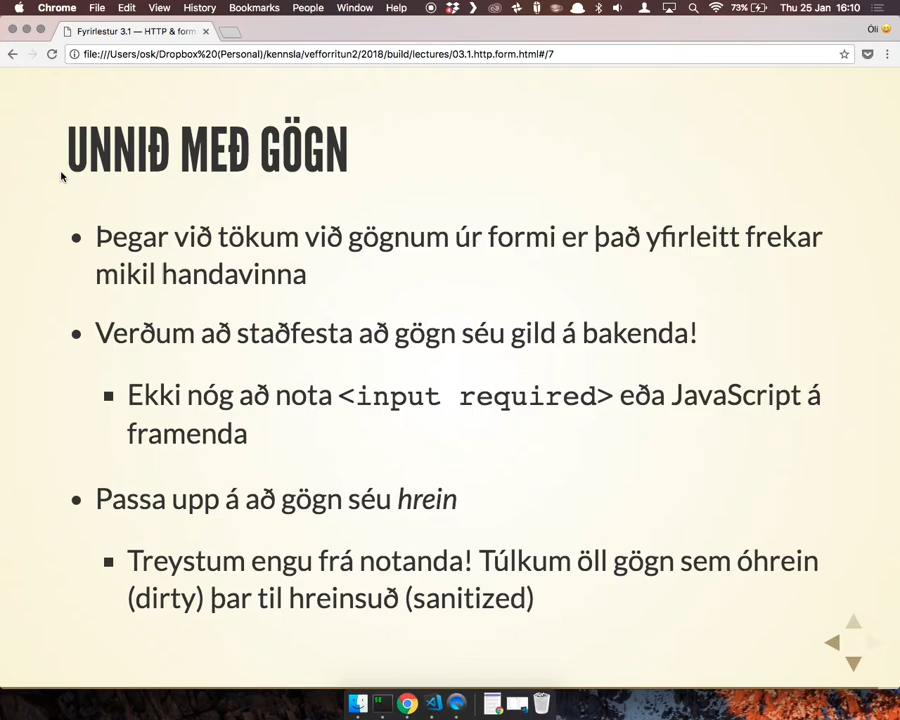 Chrome File Edit View History Bookmarks People Window Help 73% Thu 25 Jan 16:10
Fyrirlestur 3.1 — HTTP & form Óli
file:///Users/osk/Dropbox%20(Personal)/kennsla/vefforritun2/2018/build/lectures/03.1.http.form.html#/7
UNNIÐ MEÐ GÖGN
Þegar við tökum við gögnum úr formi er það yfirleitt frekar
mikil handavinna
Verðum að staðfesta að gögn séu gild á bakenda!
Ekki nóg að nota <input required> eða JavaScript á
framenda
Passa upp á að gögn séu hrein
Treystum engu frá notanda! Túlkum öll gögn sem óhrein
(dirty) þar til hreinsuð (sanitized)